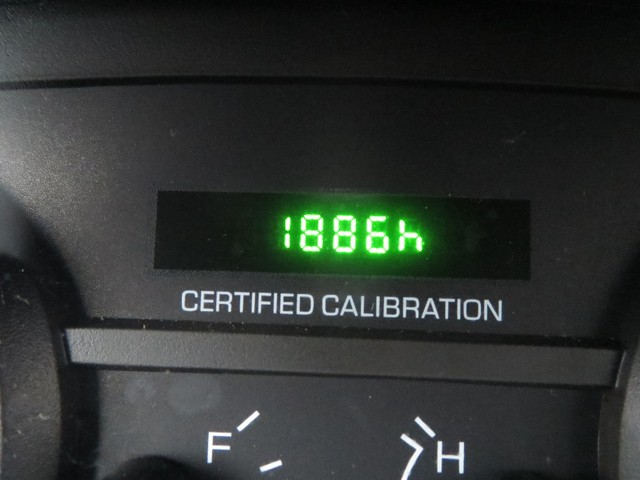 1886h
CERTIFIED CALIBRATION
F H